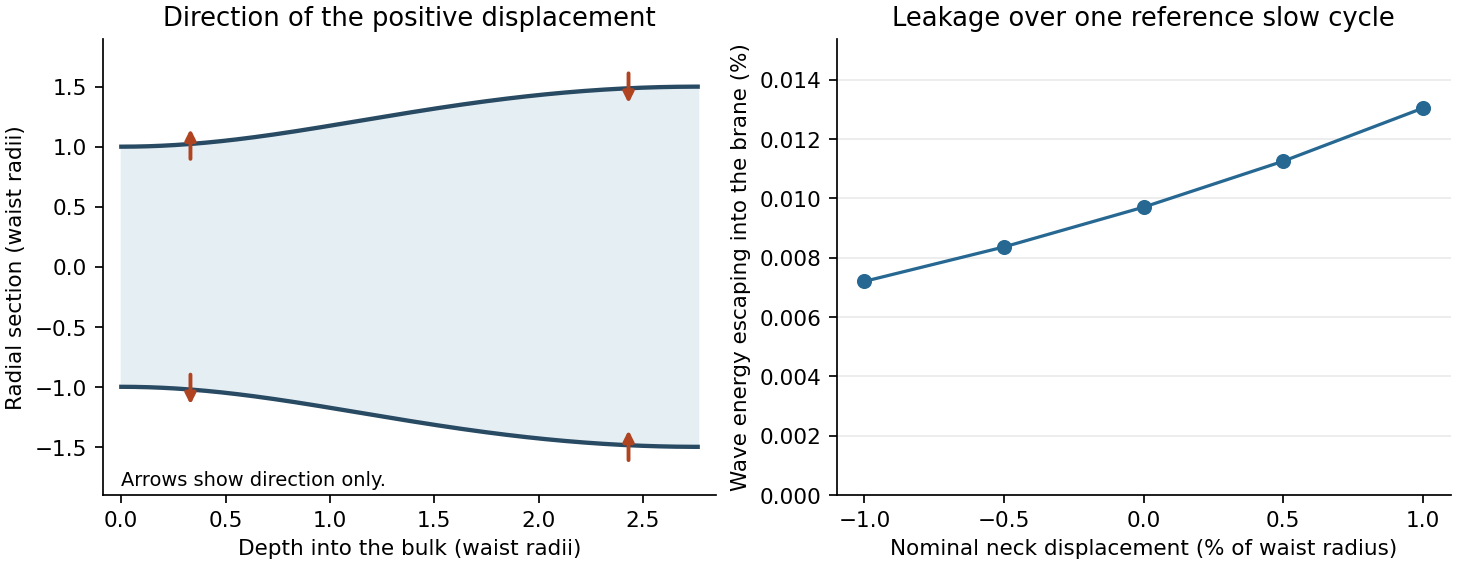 Direction of the positive displacement
1.5
1.0
0.5
0.0
−0.5
−1.0
−1.5
Radial section (waist radii)
Arrows show direction only.
0.0 0.5 1.0 1.5 2.0 2.5
Depth into the bulk (waist radii)
Leakage over one reference slow cycle
0.014
0.012
0.010
0.008
0.006
0.004
0.002
0.000
Wave energy escaping into the brane (%)
−1.0 −0.5 0.0 0.5 1.0
Nominal neck displacement (% of waist radius)